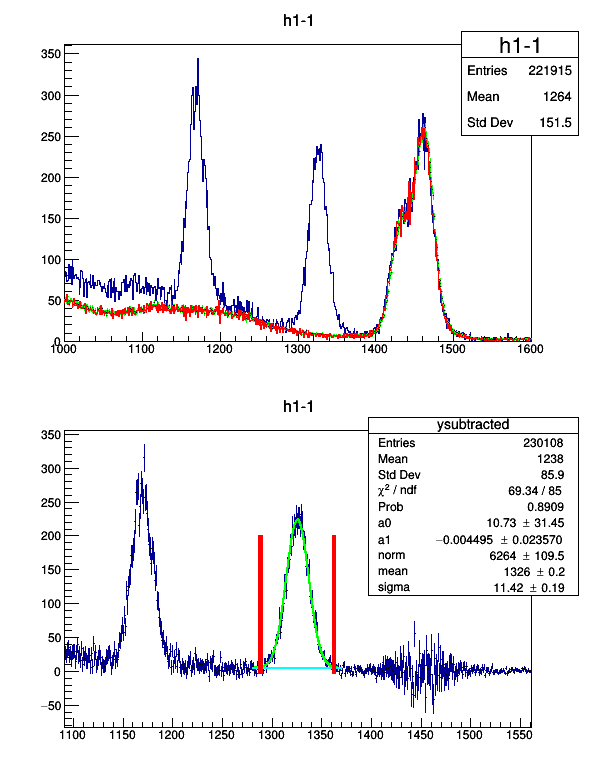 h1-1
h1-1
Entries 221915
Mean 1264
Std Dev 151.5
350
300
250
200
150
100
50
0
1000 1100 1200 1300 1400 1500 1600
h1-1
ysubtracted
Entries 230108
Mean 1238
Std Dev 85.9
χ² / ndf 69.34 / 85
Prob 0.8909
a0 10.73 ± 31.45
a1 −0.004495 ± 0.023570
norm 6264 ± 109.5
mean 1326 ± 0.2
sigma 11.42 ± 0.19
350
300
250
200
150
100
50
0
−50
1100 1150 1200 1250 1300 1350 1400 1450 1500 1550